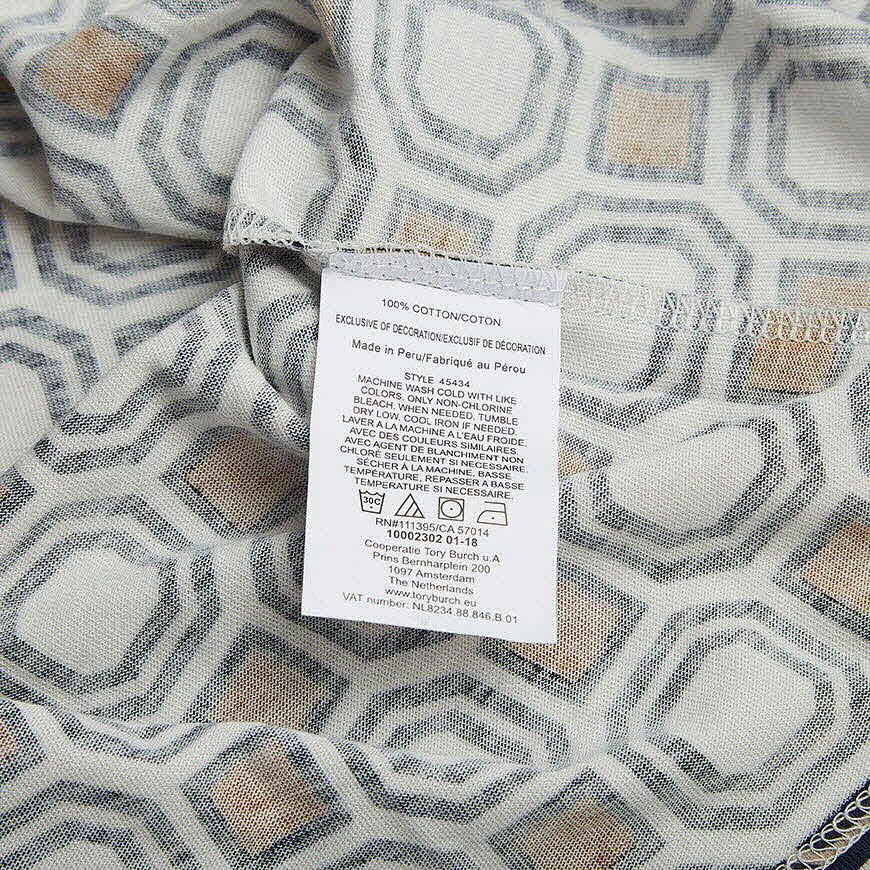 100% COTTON/COTON
EXCLUSIVE OF DECORATION/EXCLUSIF DE DÉCORATION
Made in Peru/Fabriqué au Pérou
STYLE 45434
MACHINE WASH COLD WITH LIKE
COLORS, ONLY NON-CHLORINE
BLEACH, WHEN NEEDED, TUMBLE
DRY LOW, COOL IRON IF NEEDED.
LAVER A LA MACHINE A L'EAU FROIDE,
AVEC DES COULEURS SIMILAIRES,
AVEC AGENT DE BLANCHIMENT NON
CHLORÉ SEULEMENT SI NÉCESSAIRE.
SÉCHER À LA MACHINE, BASSE
TEMPÉRATURE, REPASSER A BASSE
TEMPERATURE SI NECESSAIRE.
30C
RN#111395/CA 57014
10002302 01-18
Cooperatie Tory Burch u.A
Prins Bernharplein 200
1097 Amsterdam
The Netherlands
www.toryburch.eu
VAT number: NL8234.88.846.B.01